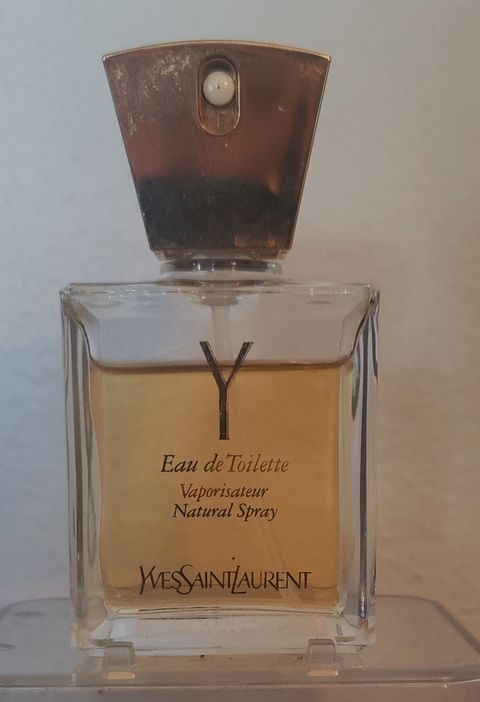 Y
Eau de Toilette
Vaporisateur
Natural Spray
YVESSAINTLAURENT